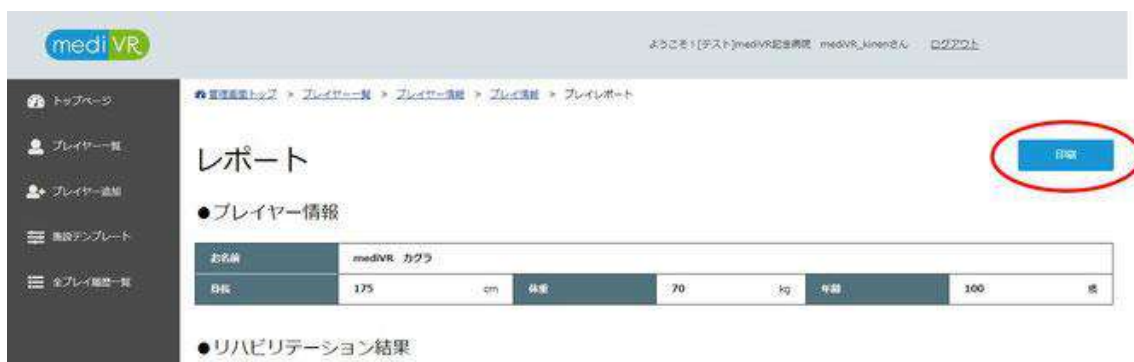 medi VR
ようこそ！[テスト]mediVR記念病院 mediVR_kinenさん ログアウト
管理画面トップ > プレイヤー一覧 > プレイヤー情報 > プレイ情報 > プレイレポート
トップページ
プレイヤー一覧
プレイヤー追加
施設テンプレート
全プレイ履歴一覧
レポート
印刷
●プレイヤー情報
お名前 mediVR カグラ
身長 175 cm 体重 70 kg 年齢 100 歳
●リハビリテーション結果